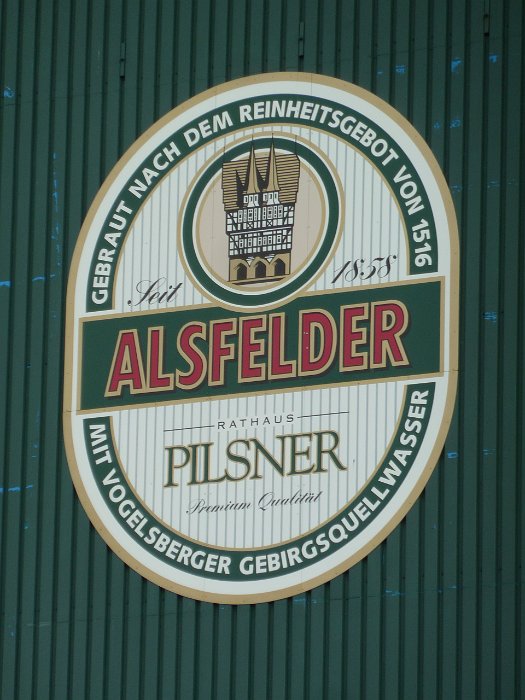 GEBRAUT NACH DEM REINHEITSGEBOT VON 1516
Seit 1858
ALSFELDER
RATHAUS
PILSNER
Premium Qualität
MIT VOGELSBERGER GEBIRGSQUELLWASSER